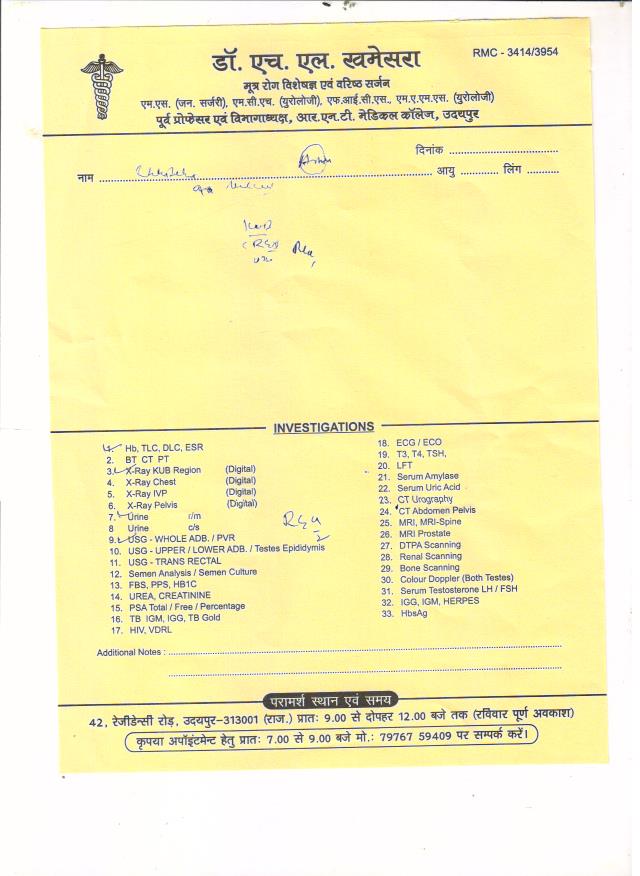 डॉ. एच. एल. खमेसरा
RMC - 3414/3954
मूत्र रोग विशेषज्ञ एवं वरिष्ठ सर्जन
एम.एस. (जन. सर्जरी), एम.सी.एच. (युरोलोजी), एफ.आई.सी.एस., एम.ए.एम.एस. (युरोलोजी)
पूर्व प्रोफेसर एवं विभागाध्यक्ष, आर.एन.टी. मेडिकल कॉलेज, उदयपुर
दिनांक
नाम आयु लिंग
INVESTIGATIONS
1. Hb, TLC, DLC, ESR
2. BT CT PT
3. X-Ray KUB Region (Digital)
4. X-Ray Chest (Digital)
5. X-Ray IVP (Digital)
6. X-Ray Pelvis (Digital)
7. Urine r/m
8 Urine c/s
9. USG - WHOLE ADB. / PVR
10. USG - UPPER / LOWER ADB. / Testes Epididymis
11. USG - TRANS RECTAL
12. Semen Analysis / Semen Culture
13. FBS, PPS, HB1C
14. UREA, CREATININE
15. PSA Total / Free / Percentage
16. TB IGM, IGG, TB Gold
17. HIV, VDRL
18. ECG / ECO
19. T3, T4, TSH,
20. LFT
21. Serum Amylase
22. Serum Uric Acid
23. CT Urography
24. CT Abdomen Pelvis
25. MRI, MRI-Spine
26. MRI Prostate
27. DTPA Scanning
28. Renal Scanning
29. Bone Scanning
30. Colour Doppler (Both Testes)
31. Serum Testosterone LH / FSH
32. IGG, IGM, HERPES
33. HbsAg
Additional Notes :
परामर्श स्थान एवं समय
42, रेजीडेन्सी रोड़, उदयपुर-313001 (राज.) प्रातः 9.00 से दोपहर 12.00 बजे तक (रविवार पूर्ण अवकाश)
कृपया अपॉइंटमेन्ट हेतु प्रातः 7.00 से 9.00 बजे मो.: 79767 59409 पर सम्पर्क करें।